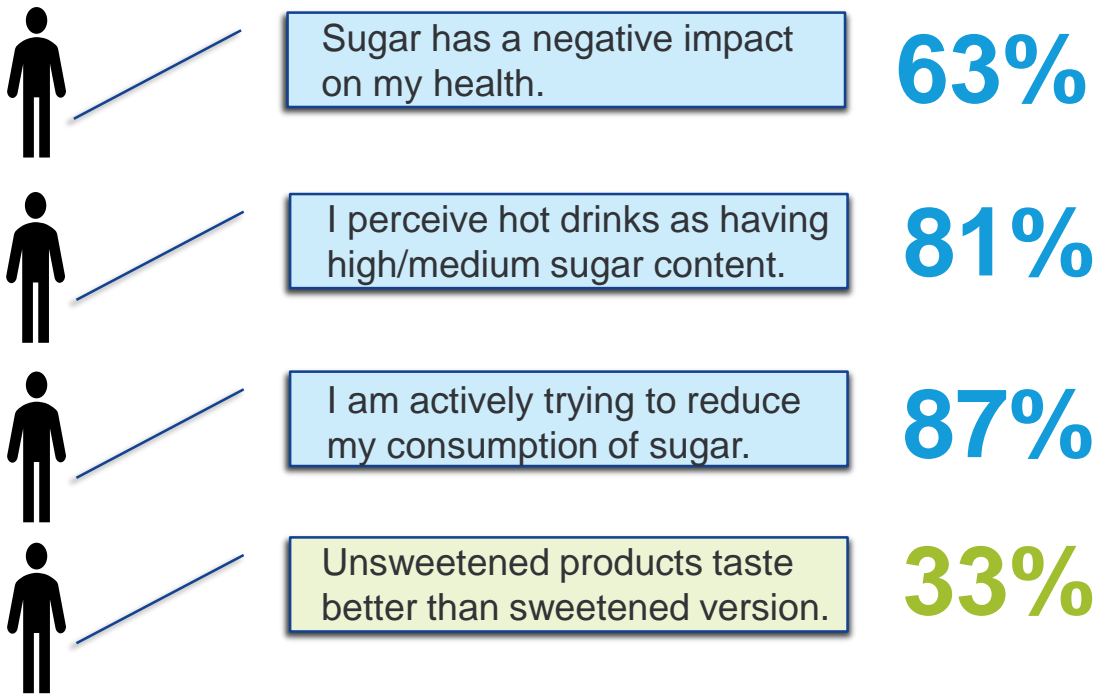 Sugar has a negative impact
on my health.
63%
I perceive hot drinks as having
high/medium sugar content.
81%
I am actively trying to reduce
my consumption of sugar.
87%
Unsweetened products taste
better than sweetened version.
33%